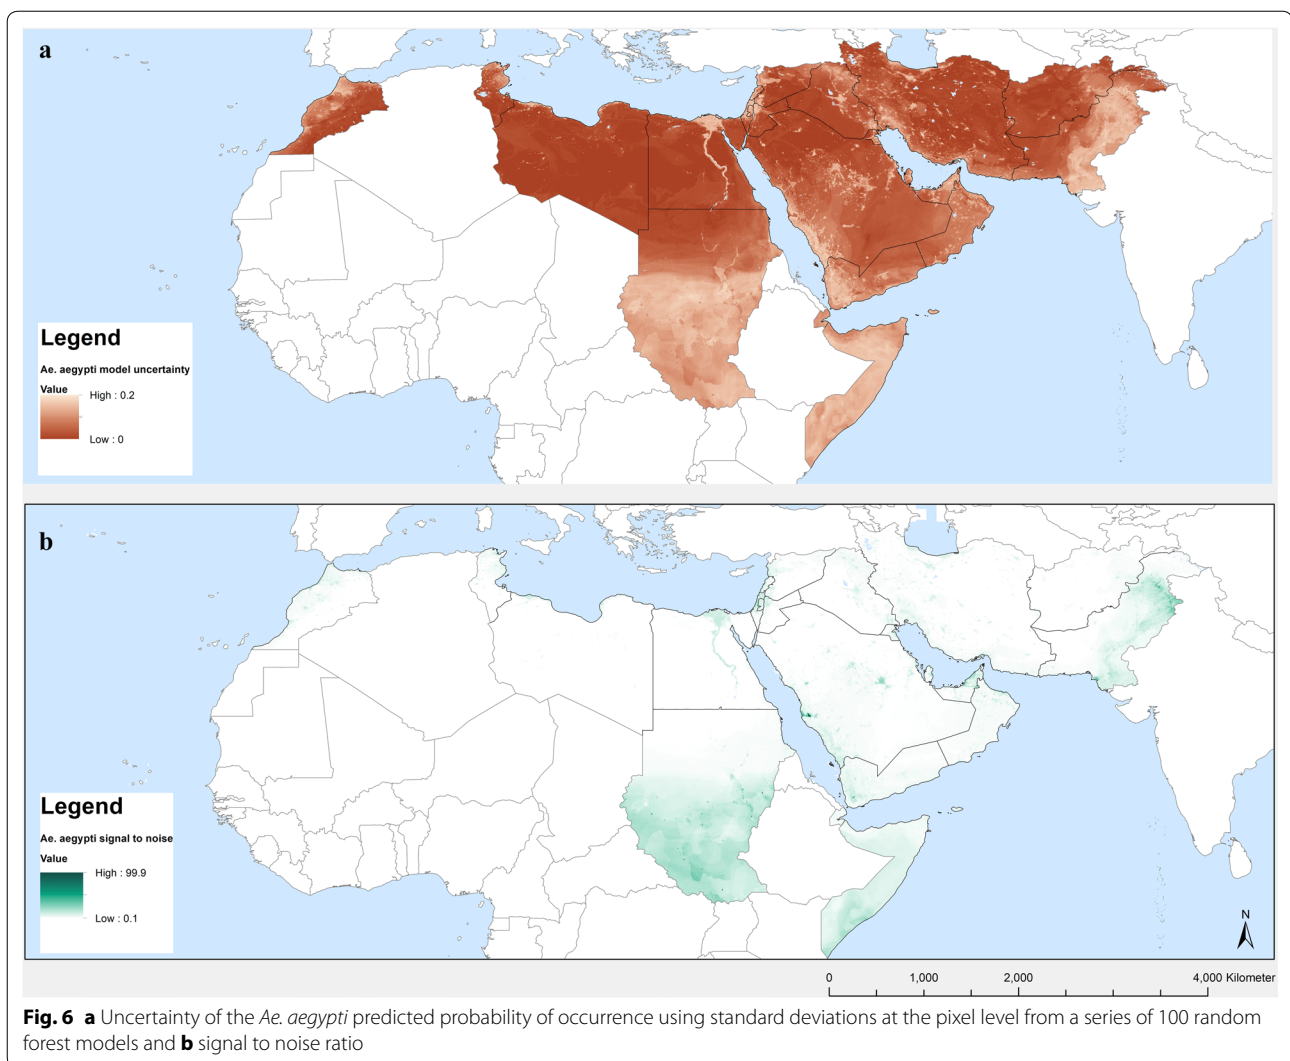 a
Legend
Ae. aegypti model uncertainty
Value
High : 0.2
Low : 0
b
Legend
Ae. aegypti signal to noise
Value
High : 99.9
Low : 0.1
N
0 1,000 2,000 4,000 Kilometer
Fig. 6 a Uncertainty of the Ae. aegypti predicted probability of occurrence using standard deviations at the pixel level from a series of 100 random
forest models and b signal to noise ratio